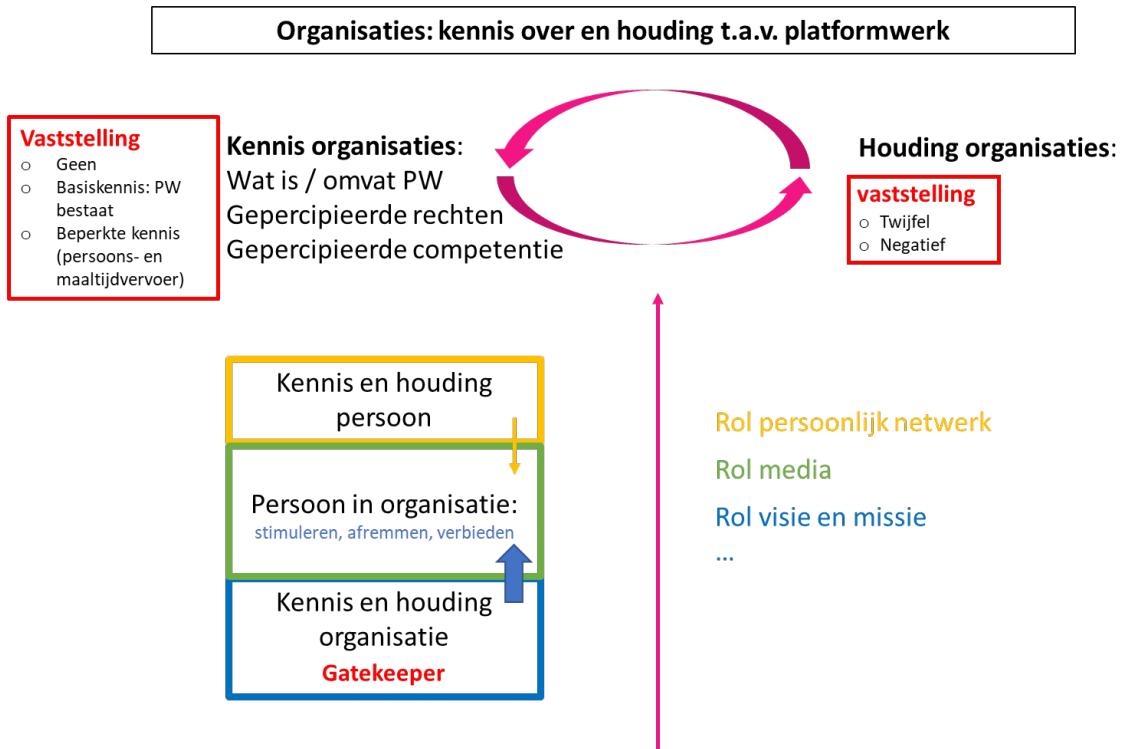 Organisaties: kennis over en houding t.a.v. platformwerk
Vaststelling
o Geen
o Basiskennis: PW
bestaat
o Beperkte kennis
(persoons- en
maaltijdvervoer)
Kennis organisaties:
Wat is / omvat PW
Gepercipieerde rechten
Gepercipieerde competentie
Houding organisaties:
vaststelling
o Twijfel
o Negatief
Kennis en houding
persoon
Persoon in organisatie:
stimuleren, afremmen, verbieden
Kennis en houding
organisatie
Gatekeeper
Rol persoonlijk netwerk
Rol media
Rol visie en missie
...